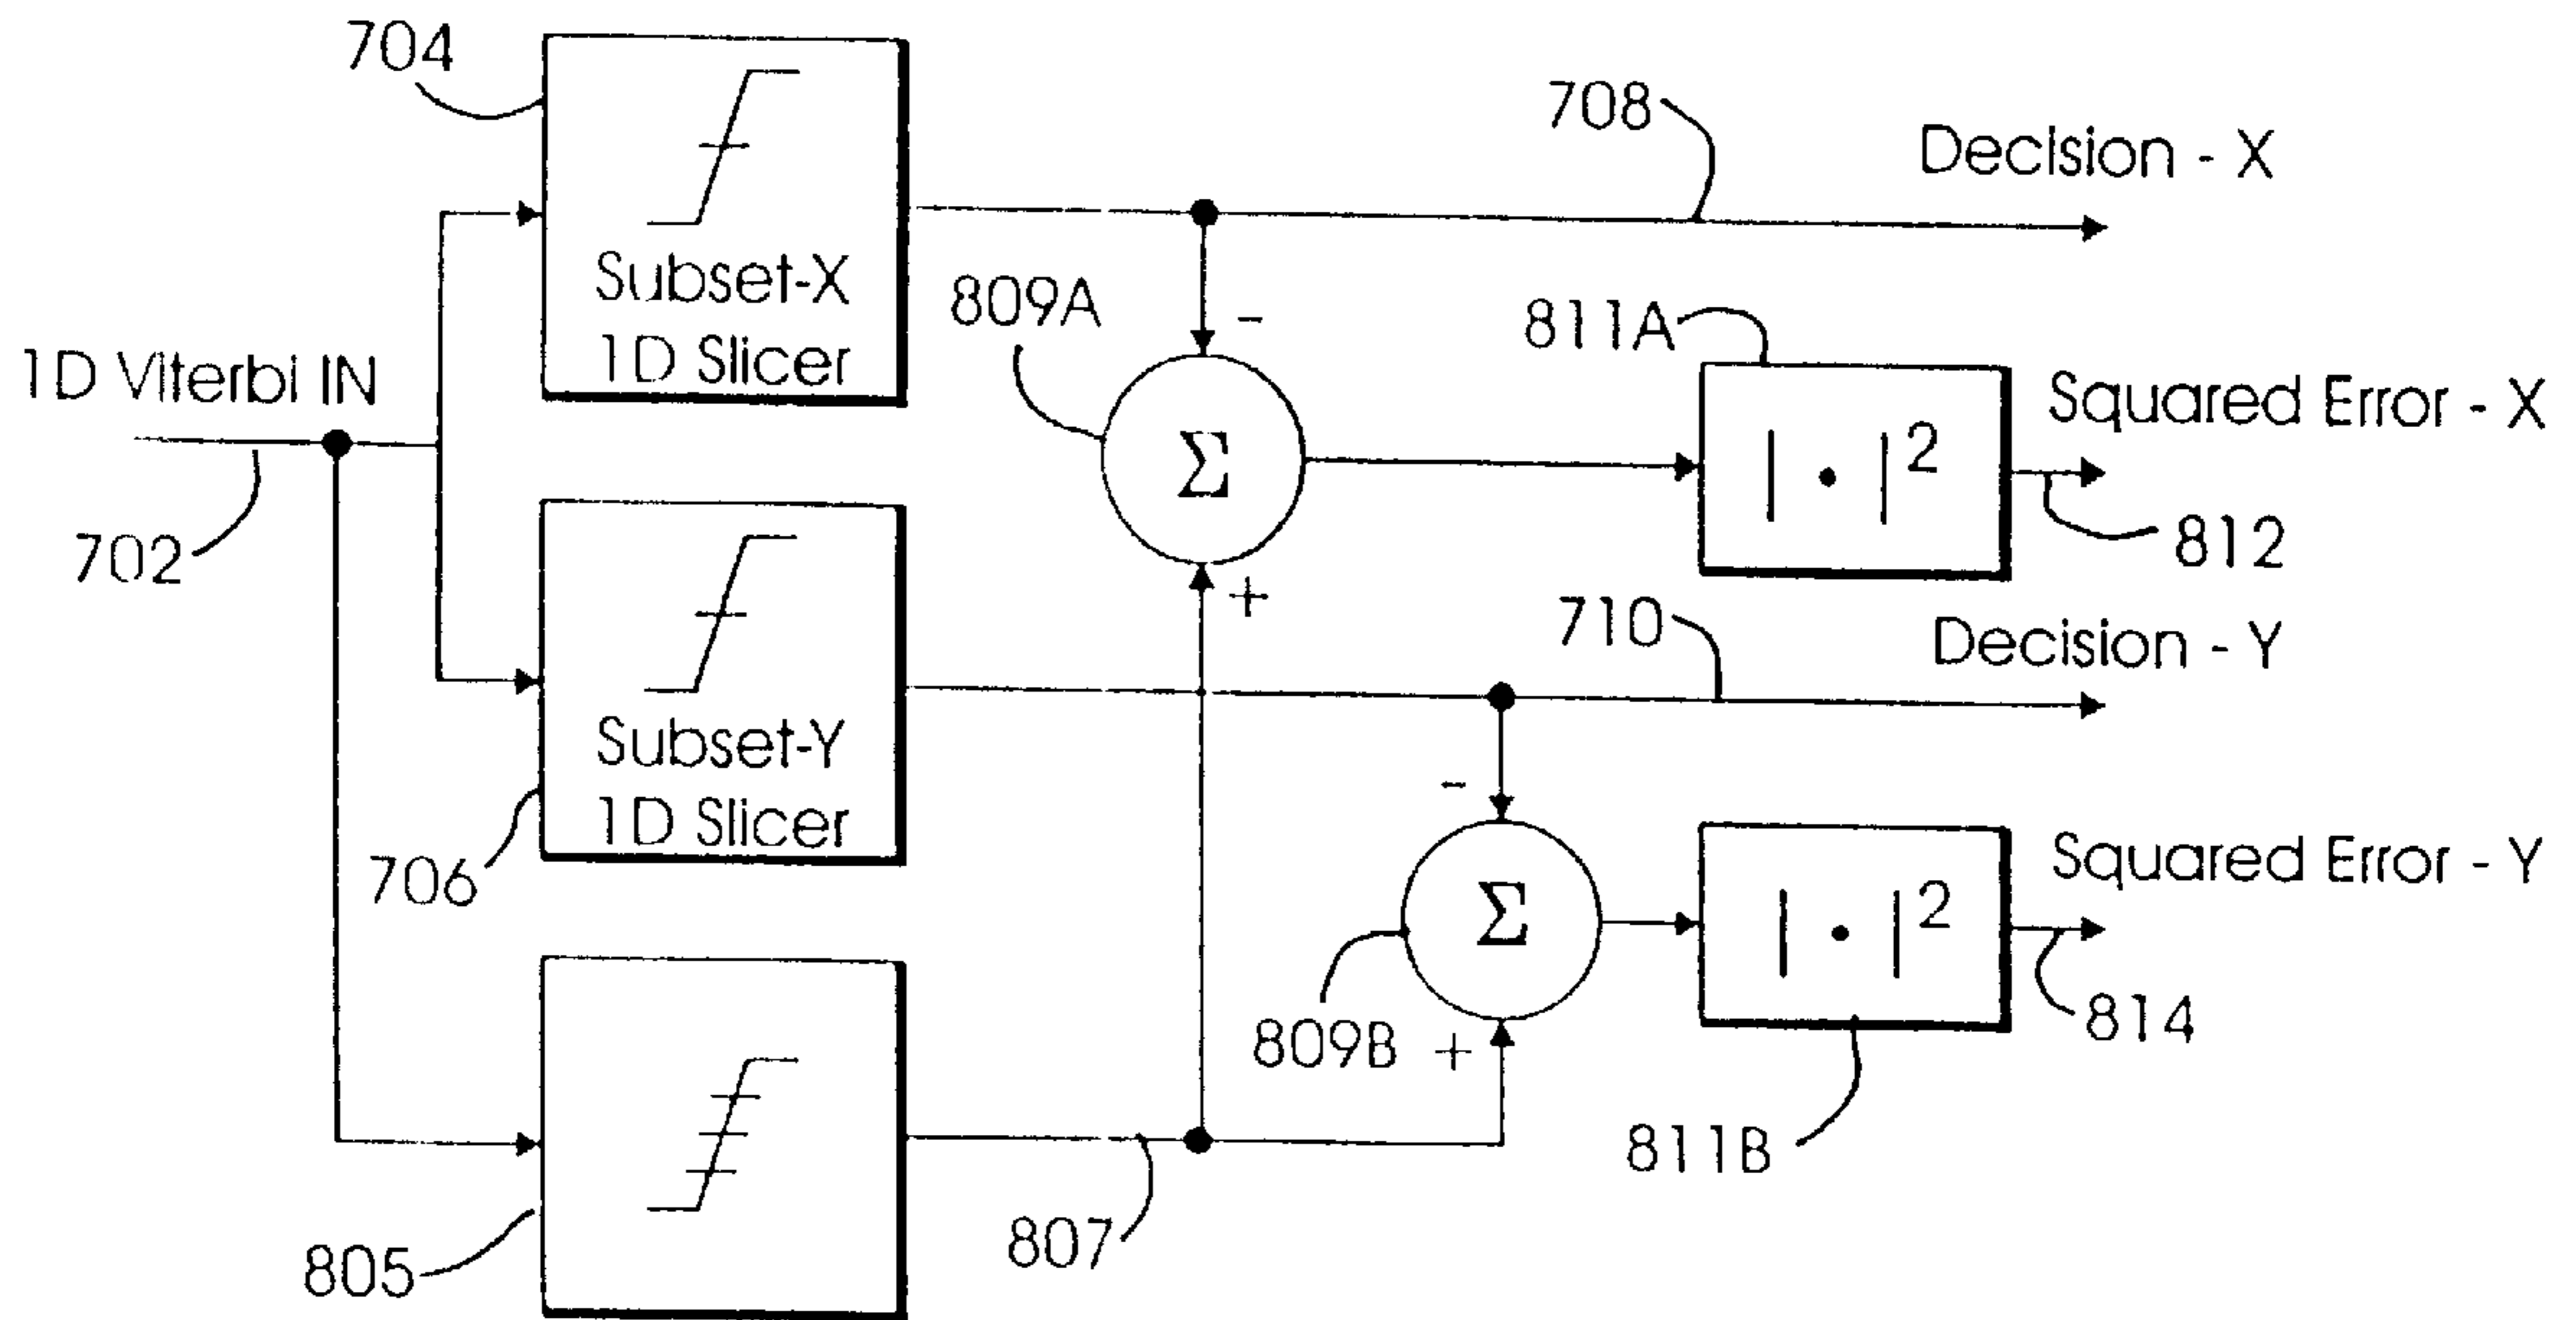 704
708
Decision - X
Subset-X
1D Slicer
809A
-
811A
1D Viterbi IN
Squared Error - X
Σ
| • |2
702
812
+
710
Decision - Y
Subset-Y
1D Slicer
706
-
Squared Error - Y
Σ
| • |2
809B
+
814
811B
807
805